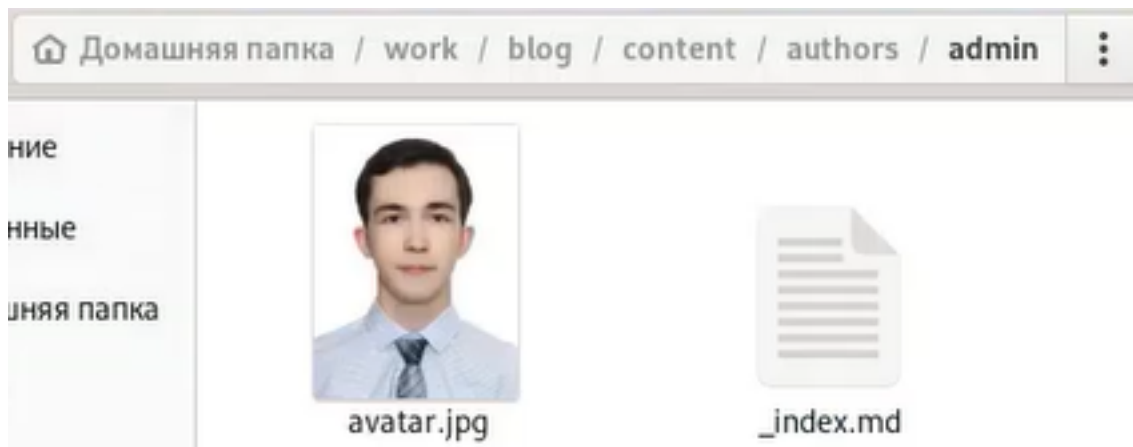 Домашняя папка / work / blog / content / authors / admin
ние
нные
шняя папка
avatar.jpg
_index.md